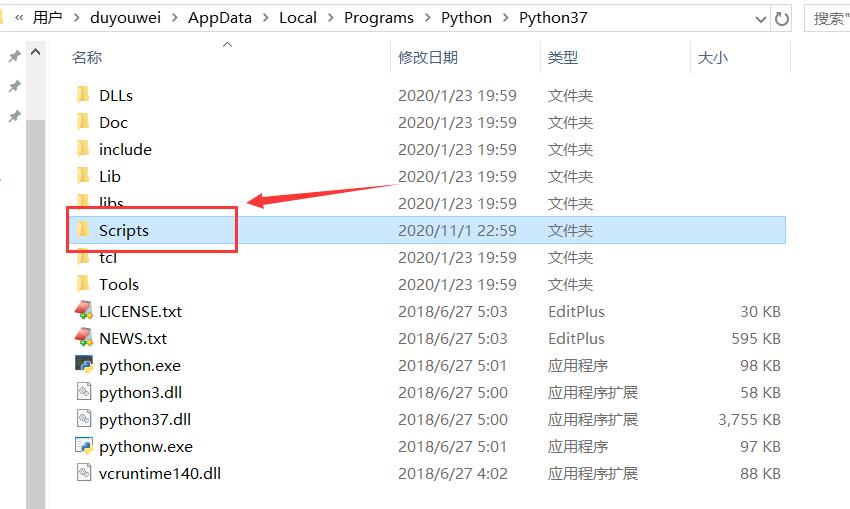 « 用户 > duyouwei > AppData > Local > Programs > Python > Python37 搜索"
名称 修改日期 类型 大小
DLLs 2020/1/23 19:59 文件夹
Doc 2020/1/23 19:59 文件夹
include 2020/1/23 19:59 文件夹
Lib 2020/1/23 19:59 文件夹
libs 2020/1/23 19:59 文件夹
Scripts 2020/11/1 22:59 文件夹
tcl 2020/1/23 19:59 文件夹
Tools 2020/1/23 19:59 文件夹
LICENSE.txt 2018/6/27 5:03 EditPlus 30 KB
NEWS.txt 2018/6/27 5:03 EditPlus 595 KB
python.exe 2018/6/27 5:01 应用程序 98 KB
python3.dll 2018/6/27 5:00 应用程序扩展 58 KB
python37.dll 2018/6/27 5:00 应用程序扩展 3,755 KB
pythonw.exe 2018/6/27 5:01 应用程序 97 KB
vcruntime140.dll 2018/6/27 4:02 应用程序扩展 88 KB